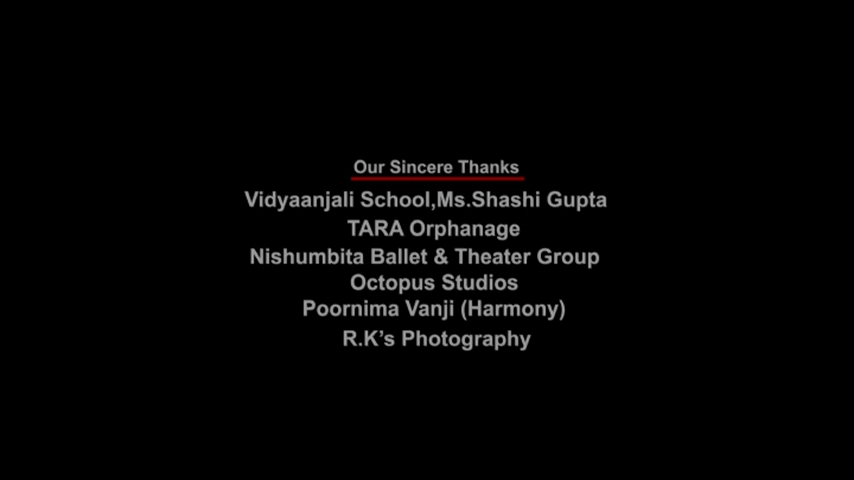 Our Sincere Thanks
Vidyaanjali School,Ms.Shashi Gupta
TARA Orphanage
Nishumbita Ballet & Theater Group
Octopus Studios
Poornima Vanji (Harmony)
R.K’s Photography